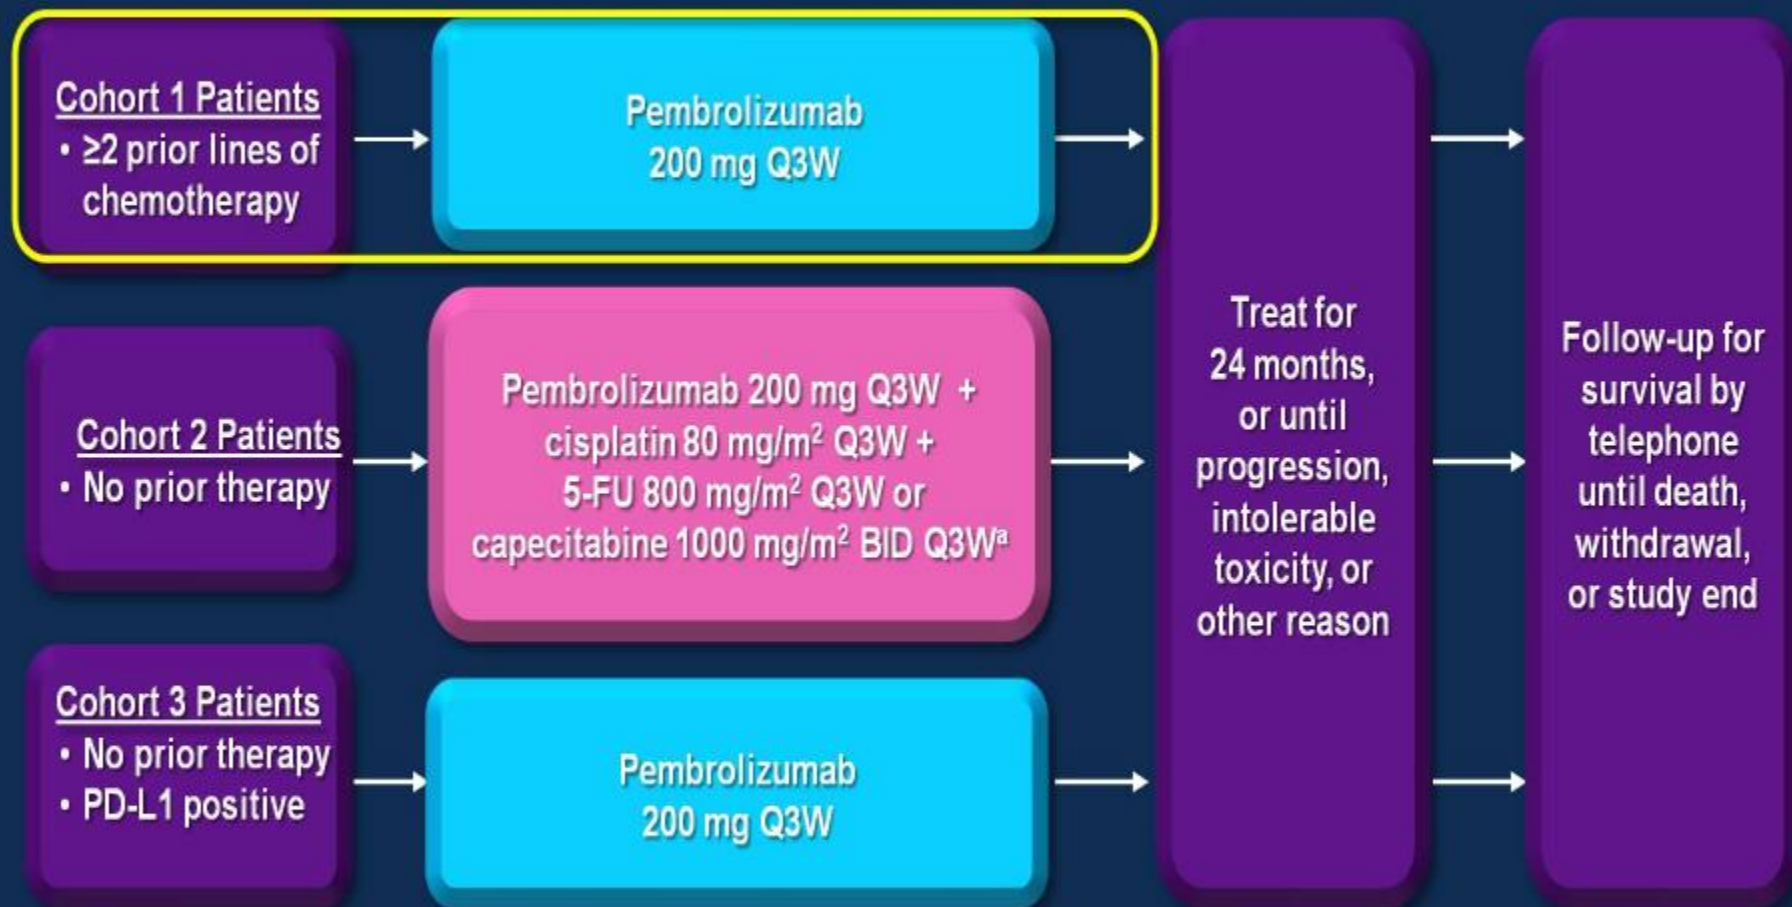 Cohort 1 Patients
• ≥2 prior lines of
chemotherapy
Pembrolizumab
200 mg Q3W
Cohort 2 Patients
• No prior therapy
Pembrolizumab 200 mg Q3W +
cisplatin 80 mg/m² Q3W +
5-FU 800 mg/m² Q3W or
capecitabine 1000 mg/m² BID Q3Wᵃ
Cohort 3 Patients
• No prior therapy
• PD-L1 positive
Pembrolizumab
200 mg Q3W
Treat for
24 months,
or until
progression,
intolerable
toxicity, or
other reason
Follow-up for
survival by
telephone
until death,
withdrawal,
or study end